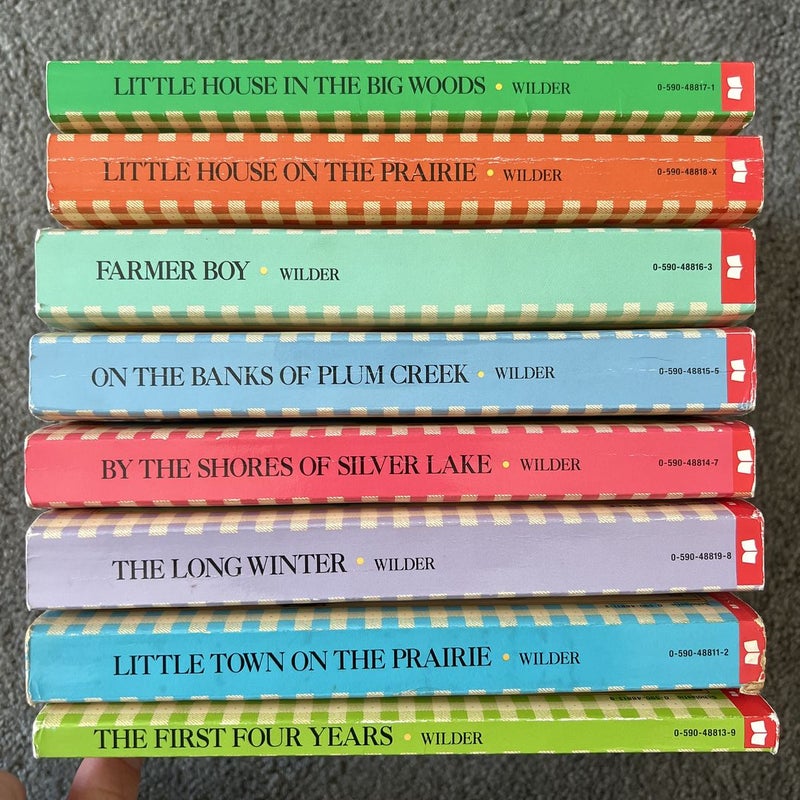 LITTLE HOUSE IN THE BIG WOODS • WILDER 0-590-48817-1
LITTLE HOUSE ON THE PRAIRIE • WILDER 0-590-48818-X
FARMER BOY • WILDER 0-590-48816-3
ON THE BANKS OF PLUM CREEK • WILDER 0-590-48815-5
BY THE SHORES OF SILVER LAKE • WILDER 0-590-48814-7
THE LONG WINTER • WILDER 0-590-48819-8
LITTLE TOWN ON THE PRAIRIE • WILDER 0-590-48811-2
THE FIRST FOUR YEARS • WILDER 0-590-48813-9